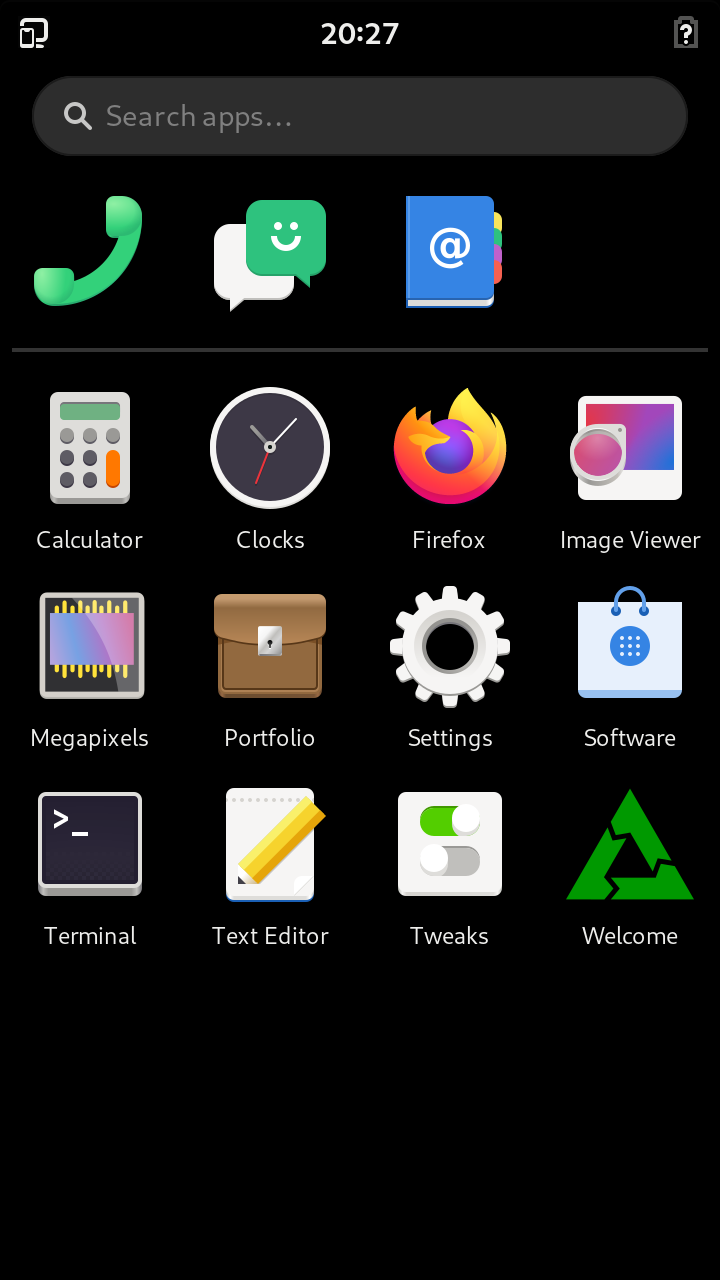 20:27
?
Search apps...
@
Calculator
Clocks
Firefox
Image Viewer
Megapixels
Portfolio
Settings
Software
>_
Terminal
Text Editor
Tweaks
Welcome